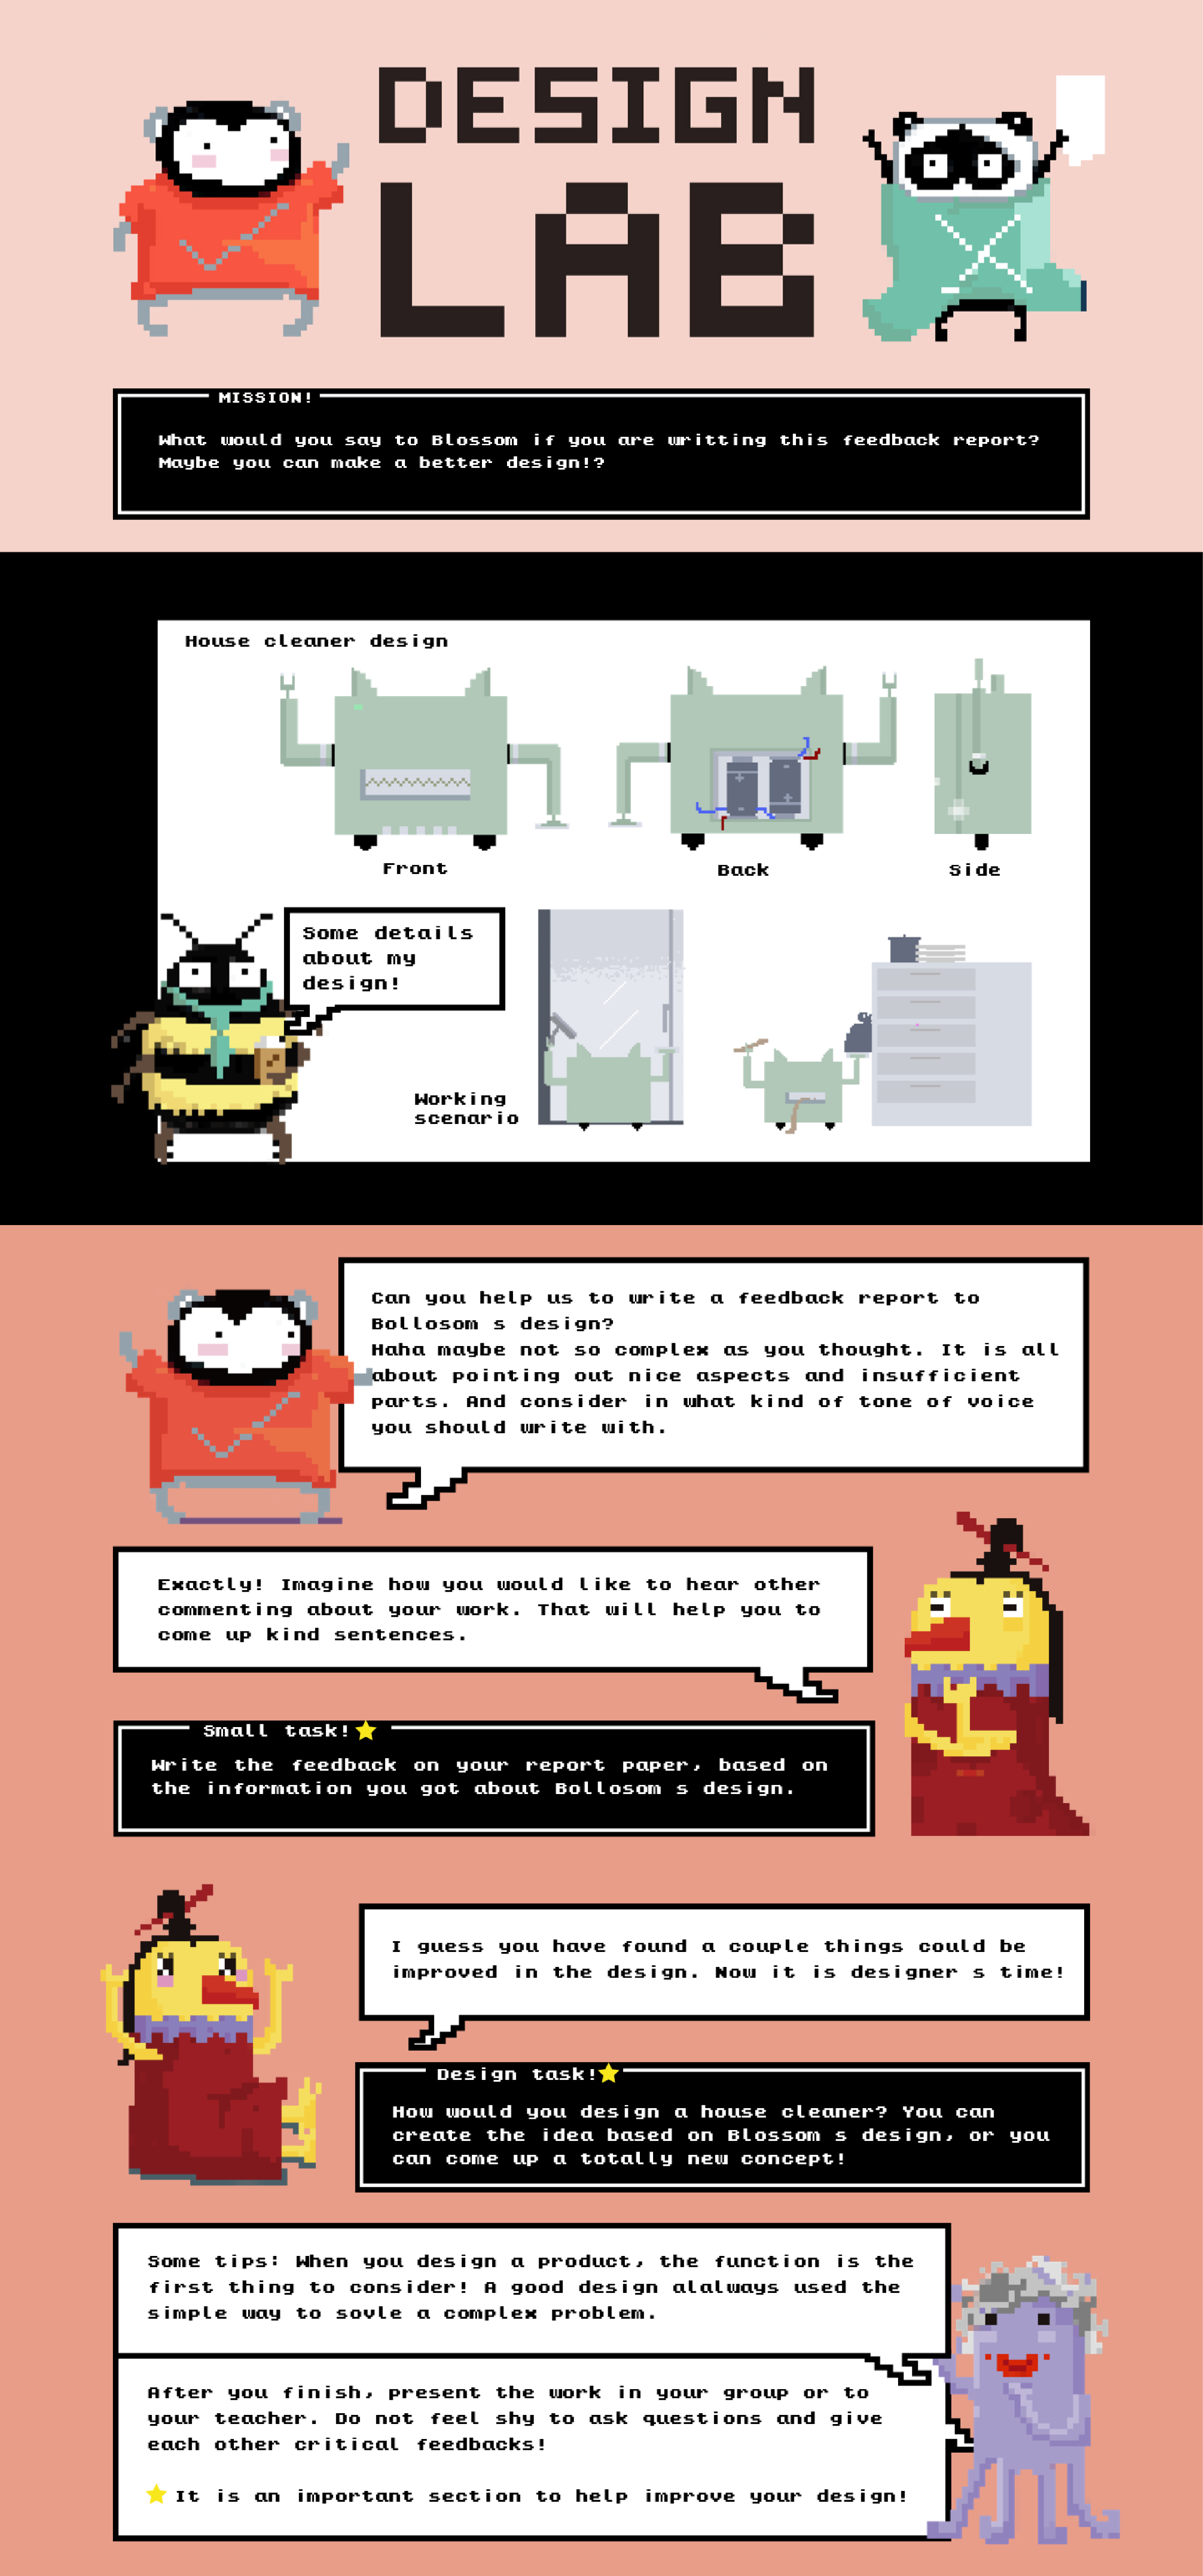 DESIGN
LAB
MISSION!
What would you say to Blossom if you are writting this feedback report?
Maybe you can make a better design!?
House cleaner design
Front
Back
Side
Some details
about my
design!
Working
scenario
Can you help us to write a feedback report to
Bollosom s design?
Haha maybe not so complex as you thought. It is all
about pointing out nice aspects and insufficient
parts. And consider in what kind of tone of voice
you should write with.
Exactly! Imagine how you would like to hear other
commenting about your work. That will help you to
come up kind sentences.
Small task!
Write the feedback on your report paper, based on
the information you got about Bollosom s design.
I guess you have found a couple things could be
improved in the design. Now it is designer s time!
Design task!
How would you design a house cleaner? You can
create the idea based on Blossom s design, or you
can come up a totally new concept!
Some tips: When you design a product, the function is the
first thing to consider! A good design alalways used the
simple way to sovle a complex problem.
After you finish, present the work in your group or to
your teacher. Do not feel shy to ask questions and give
each other critical feedbacks!
It is an important section to help improve your design!